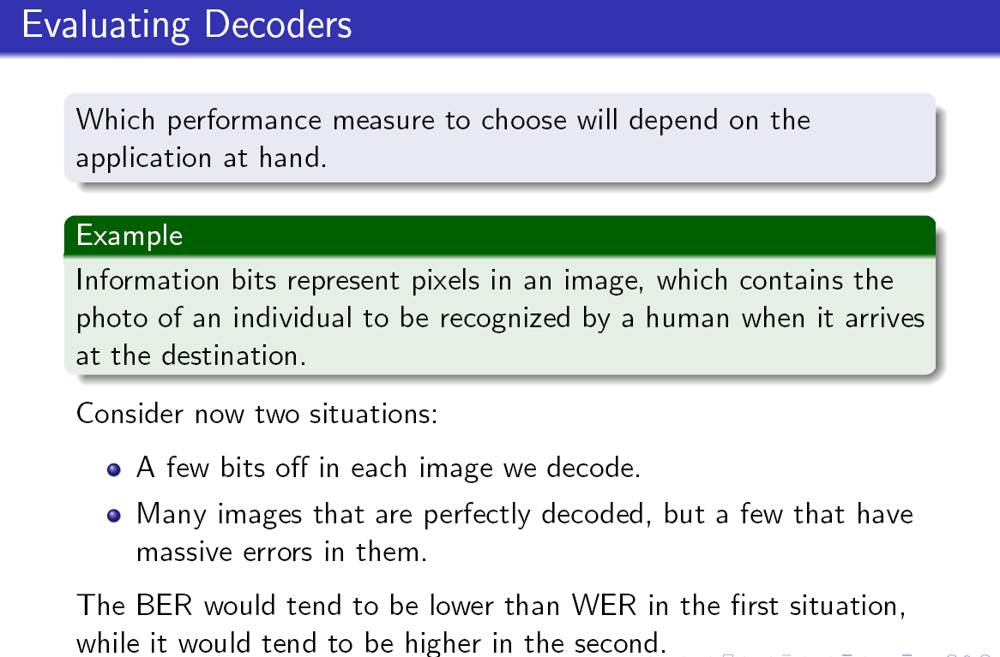 Evaluating Decoders
Which performance measure to choose will depend on the
application at hand.
Example
Information bits represent pixels in an image, which contains the
photo of an individual to be recognized by a human when it arrives
at the destination.
Consider now two situations:
A few bits off in each image we decode.
Many images that are perfectly decoded, but a few that have
massive errors in them.
The BER would tend to be lower than WER in the first situation,
while it would tend to be higher in the second.